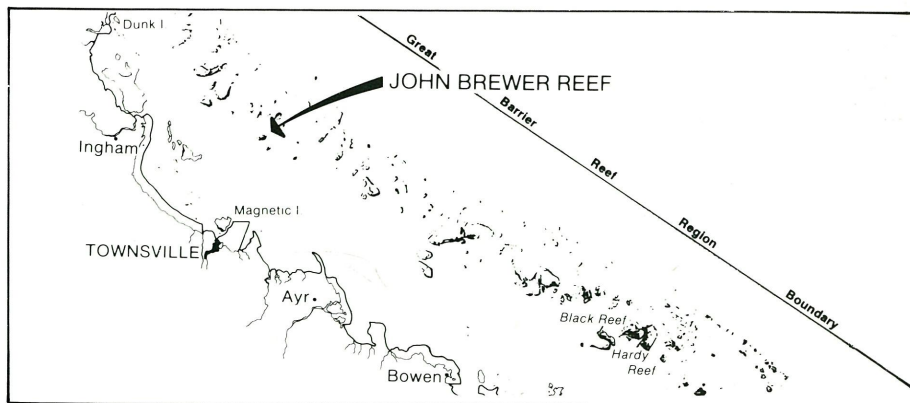 Dunk I
Great
JOHN BREWER REEF
Barrier
Ingham
Reef
Magnetic I
Region
TOWNSVILLE
Ayr
Boundary
Black Reef
Hardy
Reef
Bowen